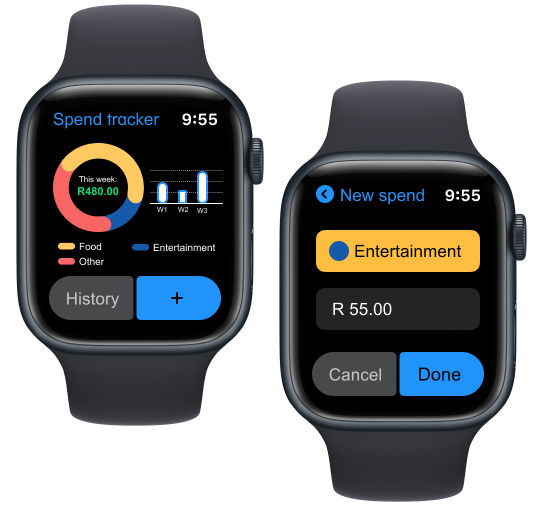 Spend tracker 9:55
This week:
R480.00
W1 W2 W3
Food Entertainment
Other
History +
New spend 9:55
Entertainment
R 55.00
Cancel Done